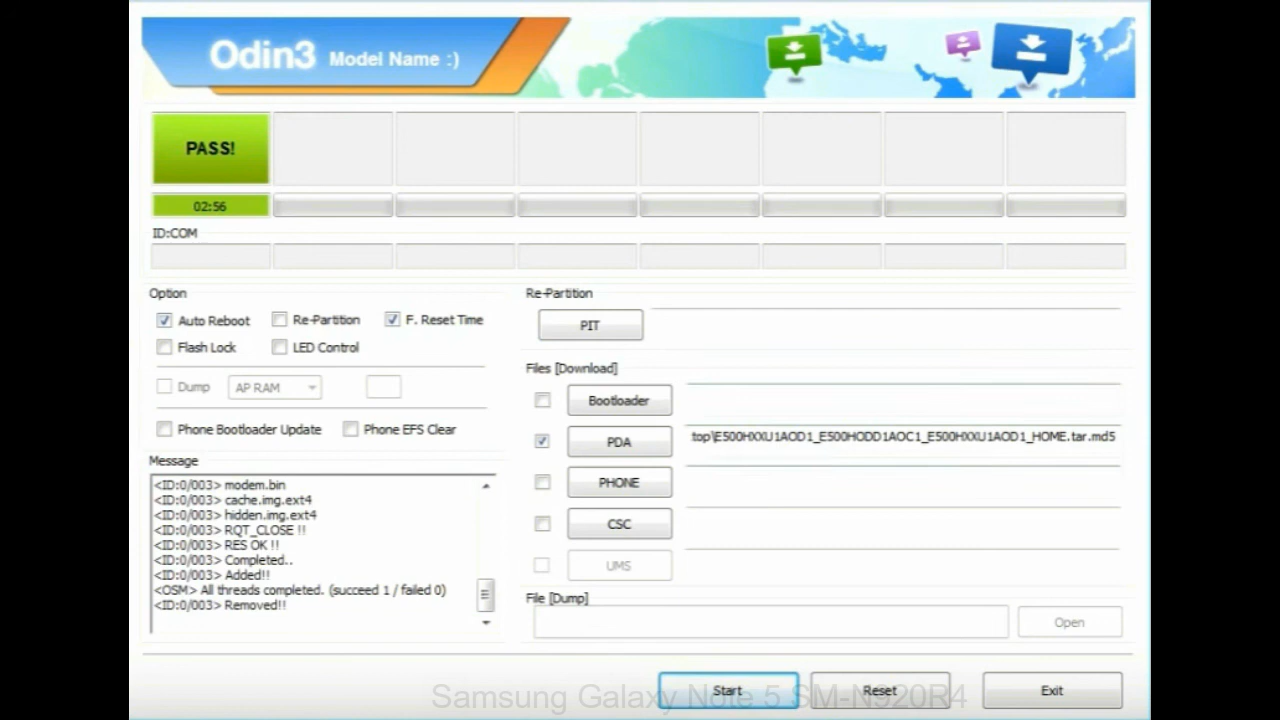 Odin3 Model Name :)
PASS!
02:56
ID:COM
Option
Auto Reboot Re-Partition F. Reset Time
Flash Lock LED Control
Dump AP RAM
Phone Bootloader Update Phone EFS Clear
Message
<ID:0/003> modem.bin
<ID:0/003> cache.img.ext4
<ID:0/003> hidden.img.ext4
<ID:0/003> RQT_CLOSE !!
<ID:0/003> RES OK !!
<ID:0/003> Completed..
<ID:0/003> Added!!
<OSM> All threads completed. (succeed 1 / failed 0)
<ID:0/003> Removed!!
Re-Partition
PIT
Files [Download]
Bootloader
PDA top\E500HXXU1AOD1_E500HODD1AOC1_E500HXXU1AOD1_HOME.tar.md5
PHONE
CSC
UMS
File [Dump]
Open
Start Reset Exit
Samsung Galaxy Note 5 SM-N920R4